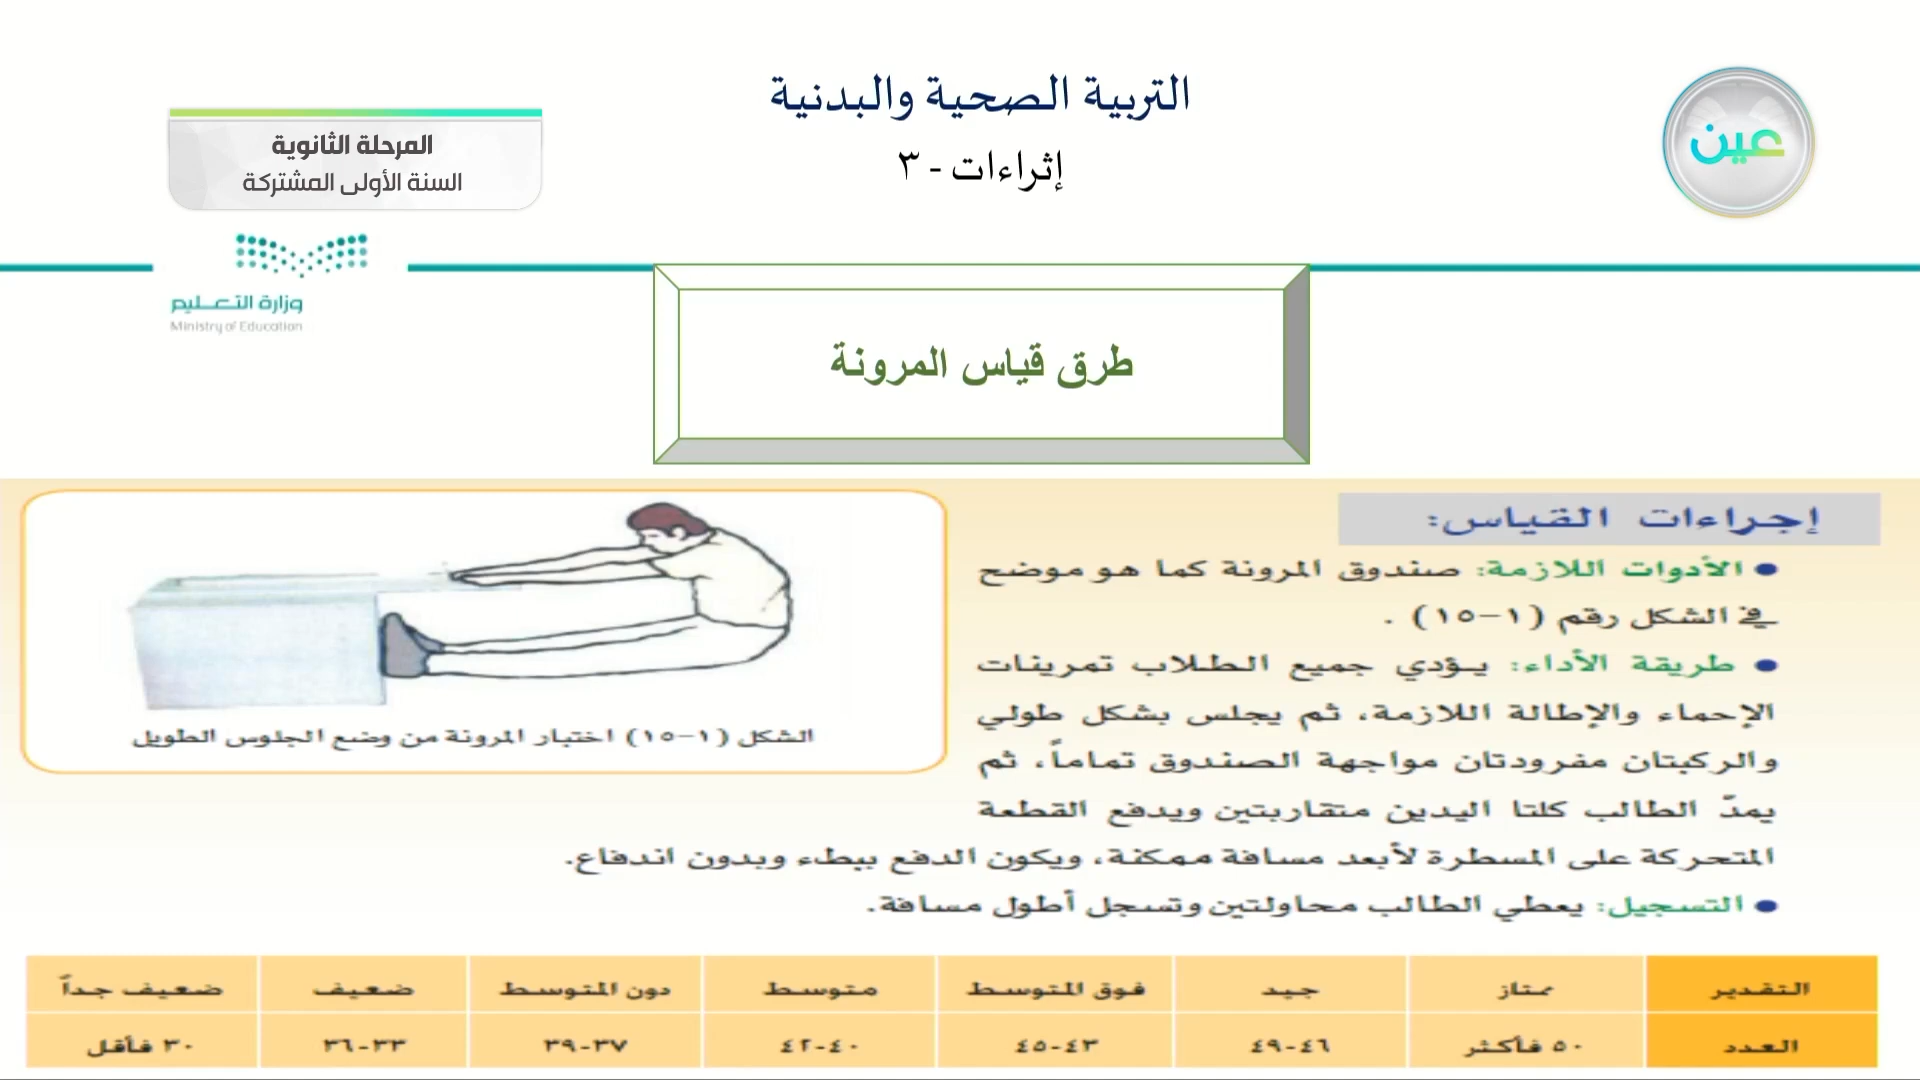 التربية الصحية والبدنية
إثراءات - ٣
عين
المرحلة الثانوية
السنة الأولى المشتركة
وزارة التعليم
Ministry of Education
طرق قياس المرونة
إجراءات القياس:
● الأدوات اللازمة: صندوق المرونة كما هو موضح
في الشكل رقم (١-١٥) .
● طريقة الأداء: يؤدي جميع الطلاب تمرينات
الإحماء والإطالة اللازمة، ثم يجلس بشكل طولي
والركبتان مفرودتان مواجهة الصندوق تماماً، ثم
يمدّ الطالب كلتا اليدين متقاربتين ويدفع القطعة
المتحركة على المسطرة لأبعد مسافة ممكنة، ويكون الدفع ببطء وبدون اندفاع.
● التسجيل: يعطي الطالب محاولتين وتسجل أطول مسافة.
الشكل (١-١٥) اختبار المرونة من وضع الجلوس الطويل
التقدير ممتاز جيد فوق المتوسط متوسط دون المتوسط ضعيف ضعيف جداً
العدد ٥٠ فأكثر ٤٦-٤٩ ٤٣-٤٥ ٤٠-٤٢ ٣٧-٣٩ ٣٣-٣٦ ٣٠ فأقل